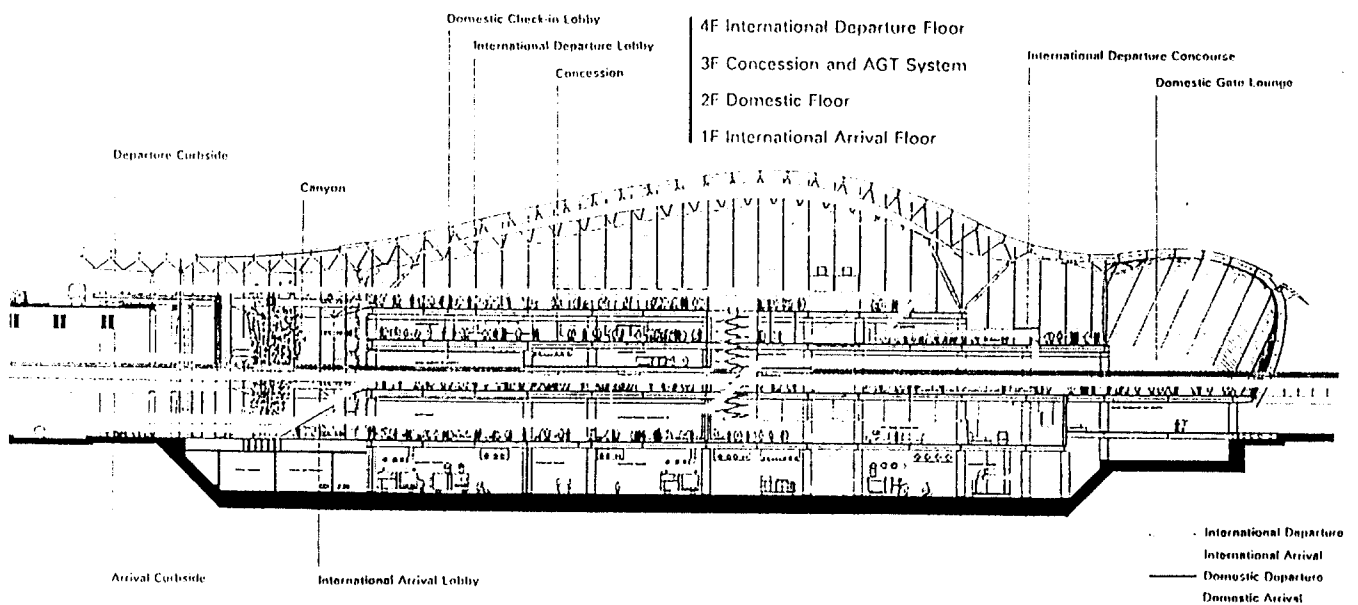 Domestic Check-in Lobby
International Departure Lobby
Concession
4F International Departure Floor
3F Concession and AGT System
2F Domestic Floor
1F International Arrival Floor
International Departure Concourse
Domestic Gate Lounge
Departure Curbside
Canyon
Arrival Curbside
International Arrival Lobby
International Departure
International Arrival
Domestic Departure
Domestic Arrival